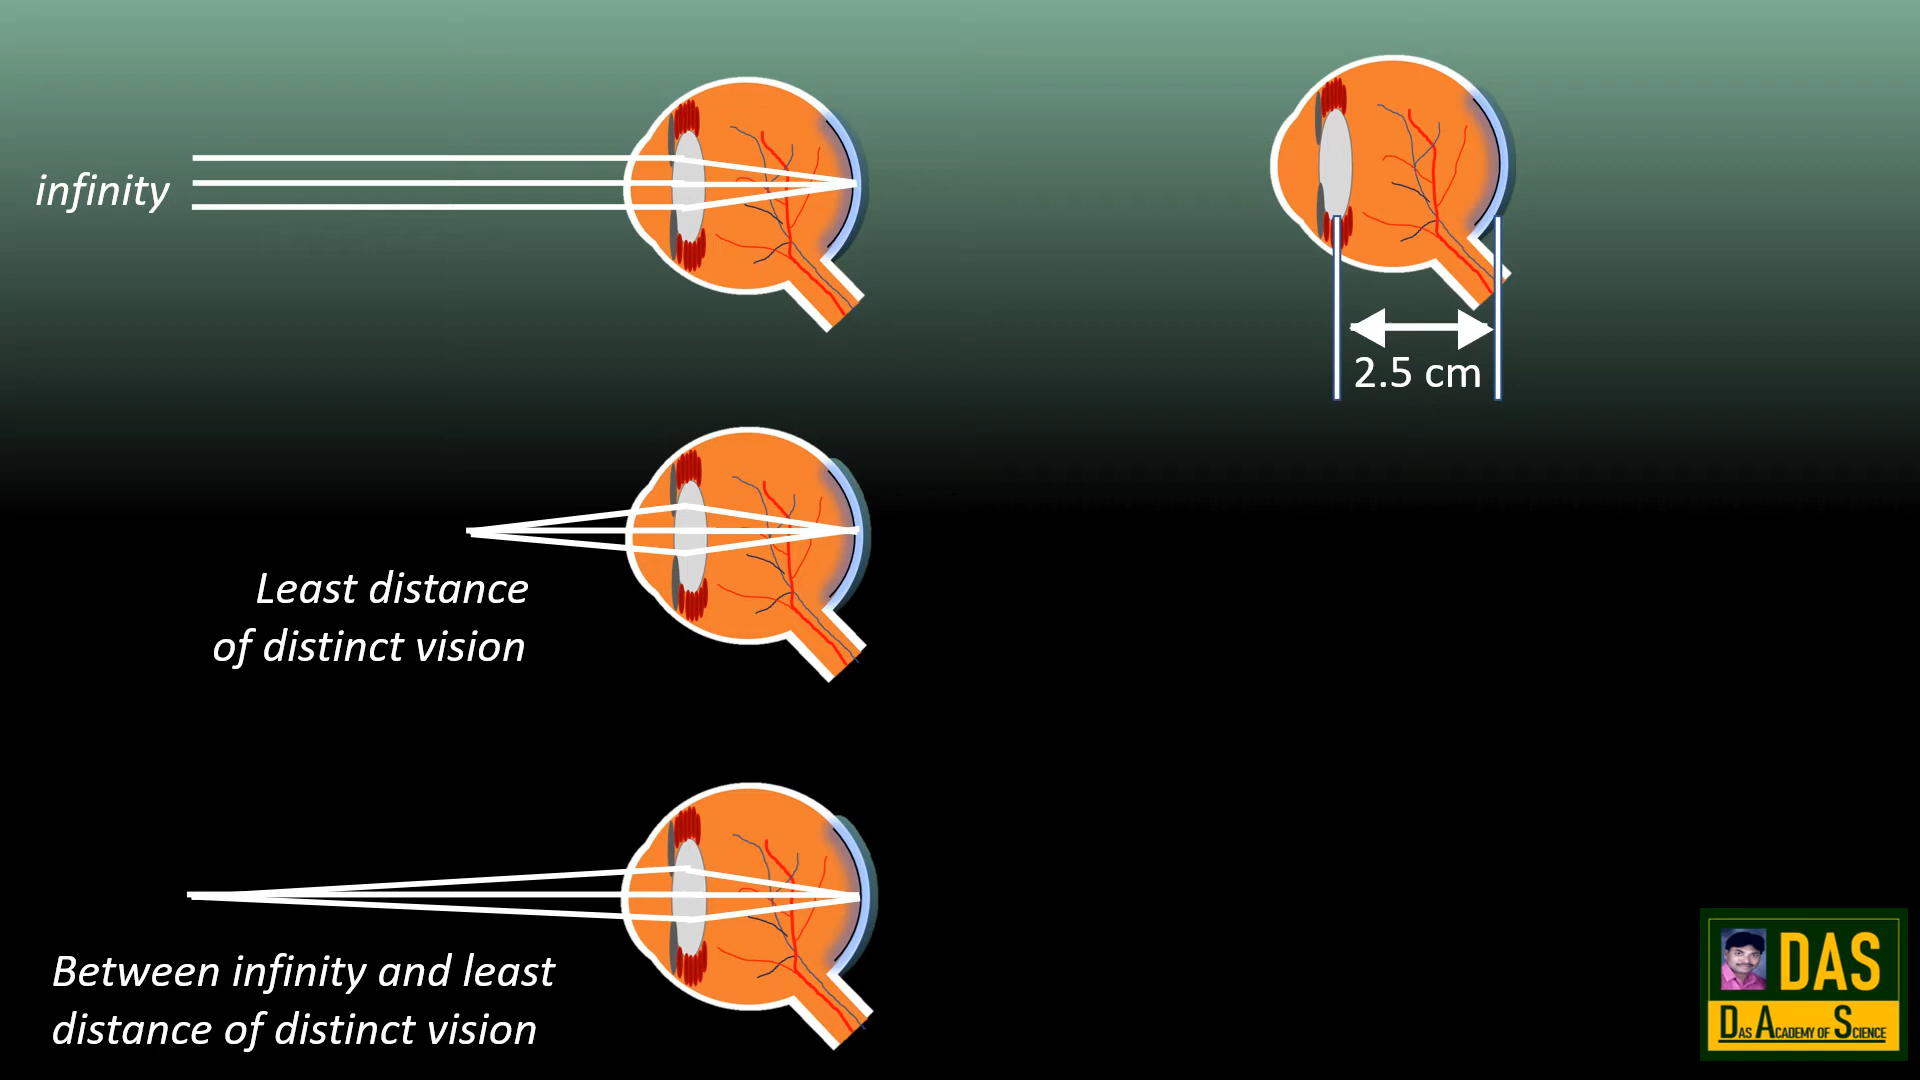 infinity
2.5 cm
Least distance
of distinct vision
Between infinity and least
distance of distinct vision
DAS
DAS ACADEMY OF SCIENCE